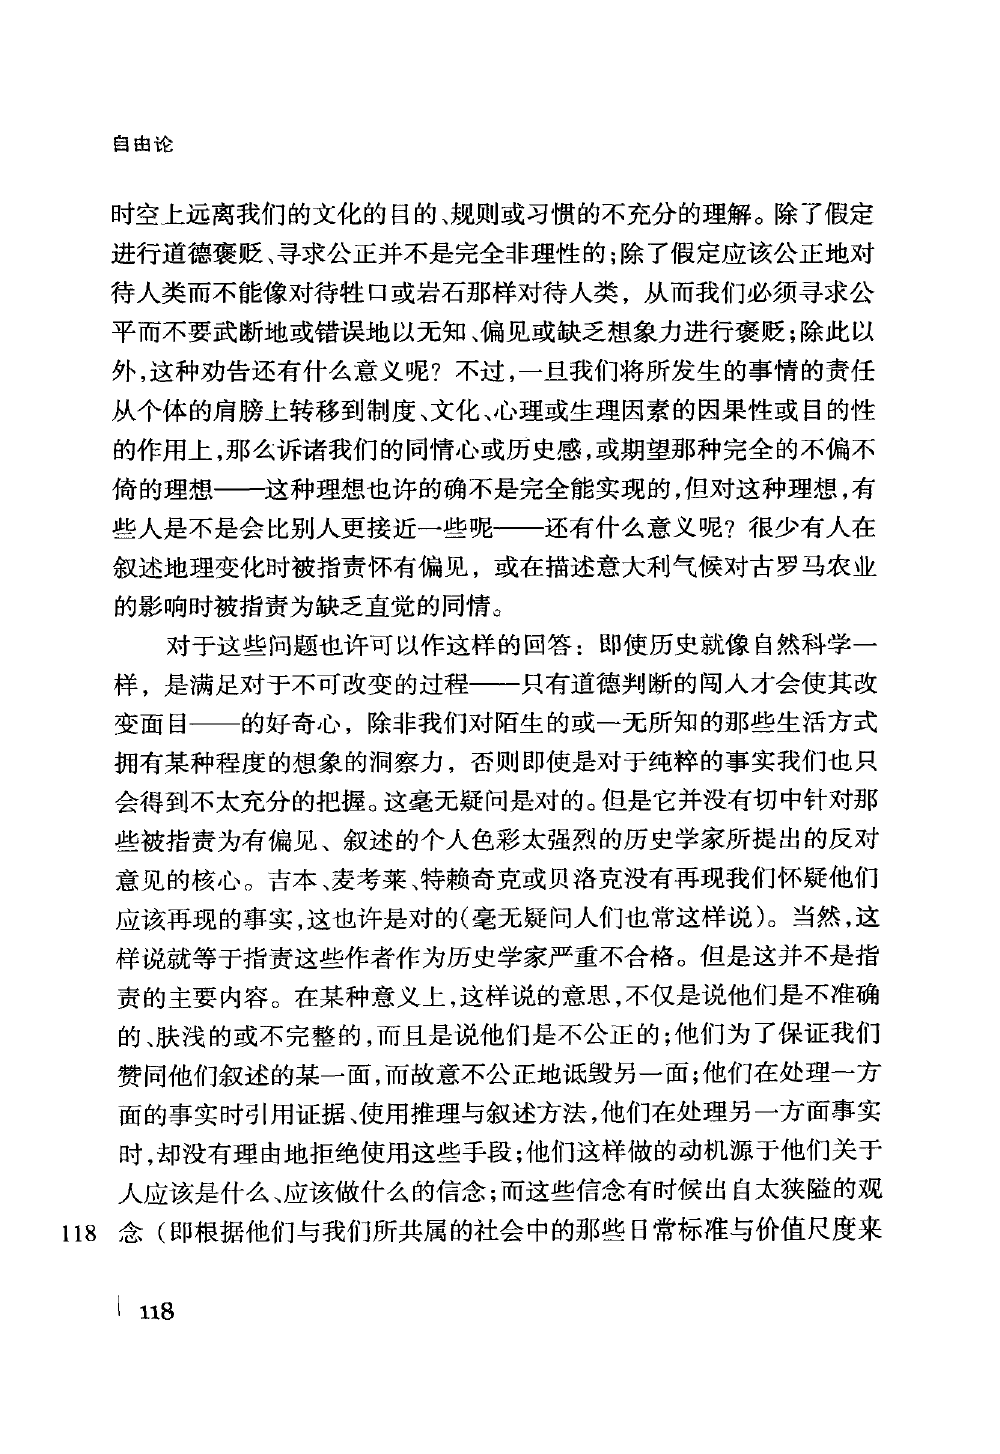 自由论
时空上远离我们的文化的目的、规则或习惯的不充分的理解。除了假定
进行道德褒贬、寻求公正并不是完全非理性的;除了假定应该公正地对
待人类而不能像对待牲口或岩石那样对待人类，从而我们必须寻求公
平而不要武断地或错误地以无知、偏见或缺乏想象力进行褒贬;除此以
外,这种劝告还有什么意义呢? 不过,一旦我们将所发生的事情的责任
从个体的肩膀上转移到制度、文化、心理或生理因素的因果性或目的性
的作用上,那么诉诸我们的同情心或历史感,或期望那种完全的不偏不
倚的理想——这种理想也许的确不是完全能实现的,但对这种理想,有
些人是不是会比别人更接近一些呢——还有什么意义呢? 很少有人在
叙述地理变化时被指责怀有偏见，或在描述意大利气候对古罗马农业
的影响时被指责为缺乏直觉的同情。
对于这些问题也许可以作这样的回答：即使历史就像自然科学一
样，是满足对于不可改变的过程——只有道德判断的闯人才会使其改
变面目——的好奇心，除非我们对陌生的或一无所知的那些生活方式
拥有某种程度的想象的洞察力，否则即使是对于纯粹的事实我们也只
会得到不太充分的把握。这毫无疑问是对的。但是它并没有切中针对那
些被指责为有偏见、叙述的个人色彩太强烈的历史学家所提出的反对
意见的核心。吉本、麦考莱、特赖奇克或贝洛克没有再现我们怀疑他们
应该再现的事实,这也许是对的(毫无疑问人们也常这样说)。当然,这
样说就等于指责这些作者作为历史学家严重不合格。但是这并不是指
责的主要内容。在某种意义上,这样说的意思,不仅是说他们是不准确
的、肤浅的或不完整的,而且是说他们是不公正的;他们为了保证我们
赞同他们叙述的某一面,而故意不公正地诋毁另一面;他们在处理一方
面的事实时引用证据、使用推理与叙述方法,他们在处理另一方面事实
时,却没有理由地拒绝使用这些手段;他们这样做的动机源于他们关于
人应该是什么、应该做什么的信念;而这些信念有时候出自太狭隘的观
118 念（即根据他们与我们所共属的社会中的那些日常标准与价值尺度来
118